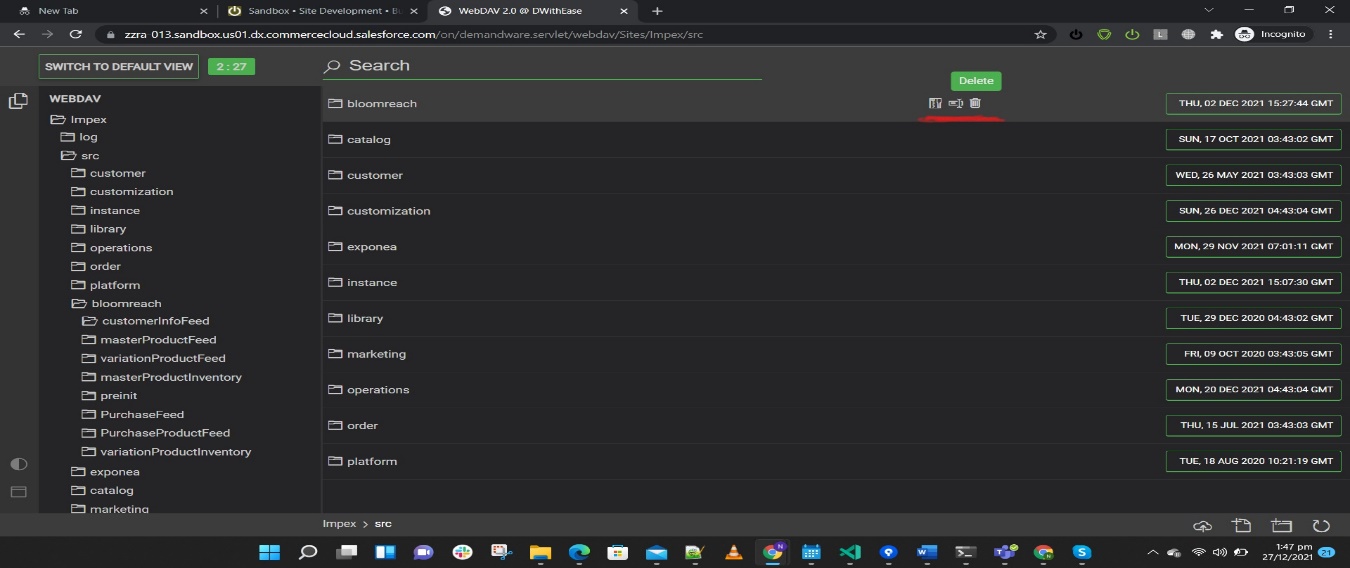 New Tab
Sandbox • Site Development • Bu
WebDAV 2.0 @ DWithEase
zzra-013.sandbox.us01.dx.commercecloud.salesforce.com/on/demandware.servlet/webdav/Sites/Impex/src
Incognito
SWITCH TO DEFAULT VIEW
2 : 27
Search
Delete
WEBDAV
Impex
log
src
customer
customization
instance
library
operations
order
platform
bloomreach
customerInfoFeed
masterProductFeed
variationProductFeed
masterProductInventory
preinit
PurchaseFeed
PurchaseProductFeed
variationProductInventory
exponea
catalog
marketing
bloomreach THU, 02 DEC 2021 15:27:44 GMT
catalog SUN, 17 OCT 2021 03:43:02 GMT
customer WED, 26 MAY 2021 03:43:03 GMT
customization SUN, 26 DEC 2021 04:43:04 GMT
exponea MON, 29 NOV 2021 07:01:11 GMT
instance THU, 02 DEC 2021 15:07:30 GMT
library TUE, 29 DEC 2020 04:43:02 GMT
marketing FRI, 09 OCT 2020 03:43:05 GMT
operations MON, 20 DEC 2021 04:43:04 GMT
order THU, 15 JUL 2021 03:43:03 GMT
platform TUE, 18 AUG 2020 10:21:19 GMT
Impex > src
1:47 pm
27/12/2021
21